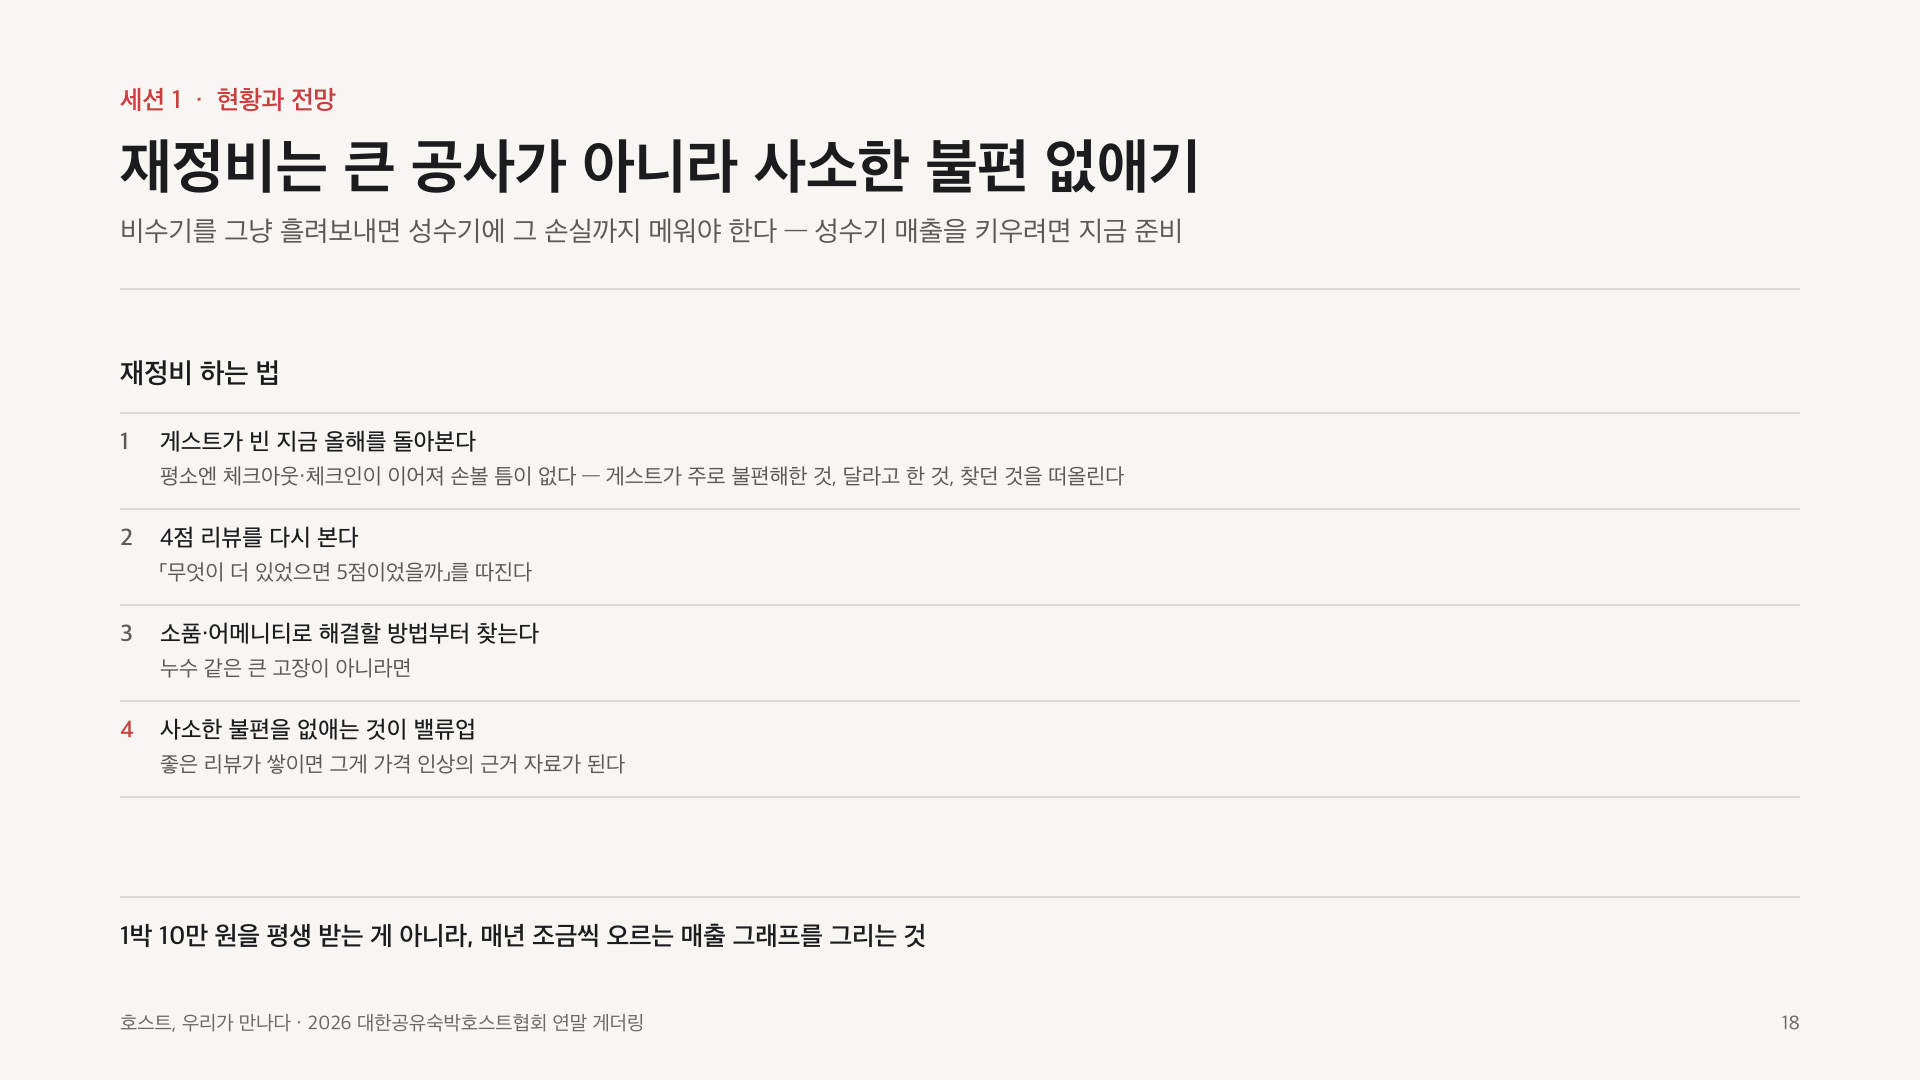 세션 1 · 현황과 전망
재정비는 큰 공사가 아니라 사소한 불편 없애기
비수기를 그냥 흘려보내면 성수기에 그 손실까지 메워야 한다 — 성수기 매출을 키우려면 지금 준비
재정비 하는 법
1 게스트가 빈 지금 올해를 돌아본다
평소엔 체크아웃·체크인이 이어져 손볼 틈이 없다 — 게스트가 주로 불편해한 것, 달라고 한 것, 찾던 것을 떠올린다
2 4점 리뷰를 다시 본다
「무엇이 더 있었으면 5점이었을까」를 따진다
3 소품·어메니티로 해결할 방법부터 찾는다
누수 같은 큰 고장이 아니라면
4 사소한 불편을 없애는 것이 밸류업
좋은 리뷰가 쌓이면 그게 가격 인상의 근거 자료가 된다
1박 10만 원을 평생 받는 게 아니라, 매년 조금씩 오르는 매출 그래프를 그리는 것
호스트, 우리가 만나다 · 2026 대한공유숙박호스트협회 연말 게더링
18